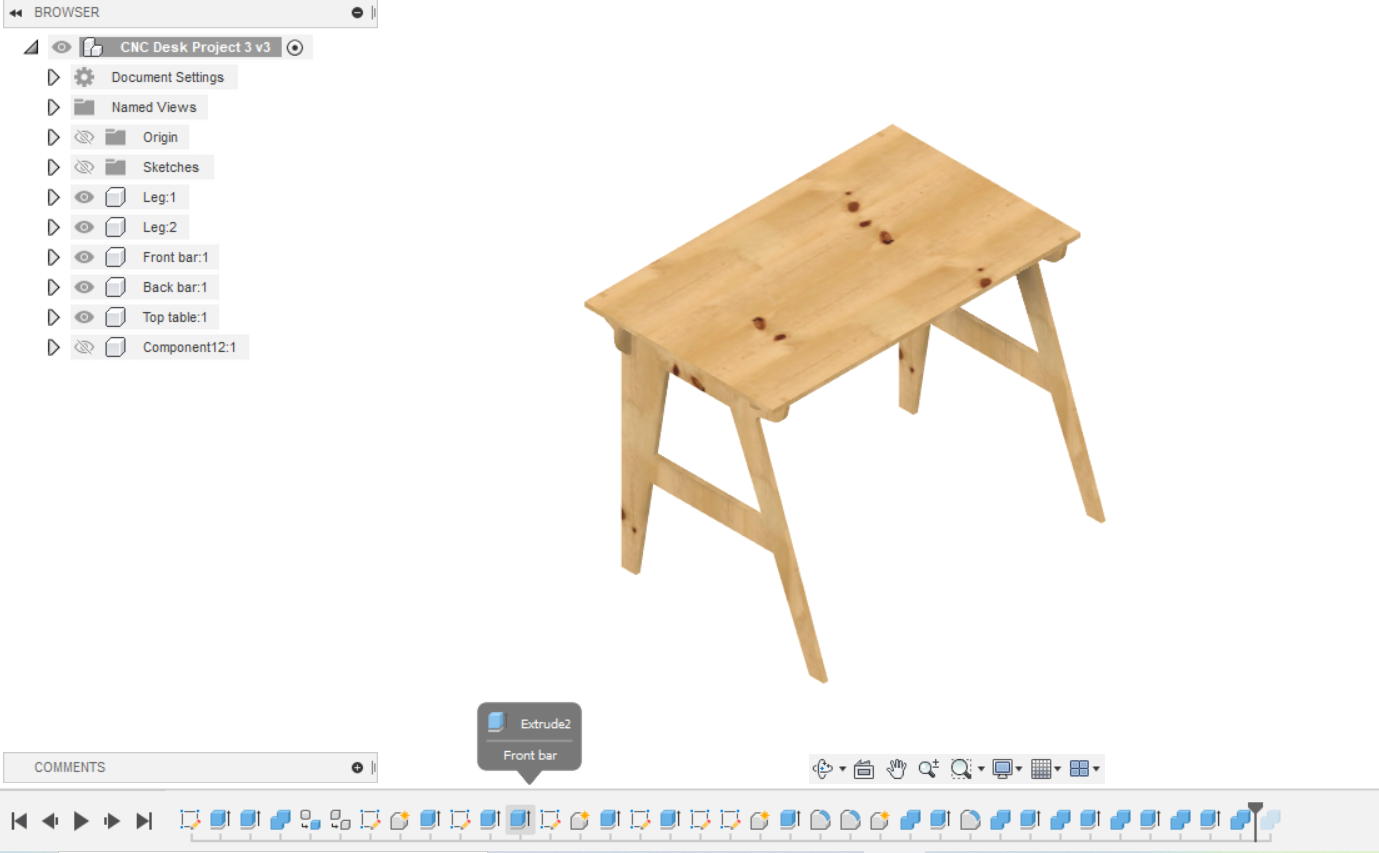 BROWSER
CNC Desk Project 3 v3
Document Settings
Named Views
Origin
Sketches
Leg:1
Leg:2
Front bar:1
Back bar:1
Top table:1
Component12:1
Extrude2
Front bar
COMMENTS